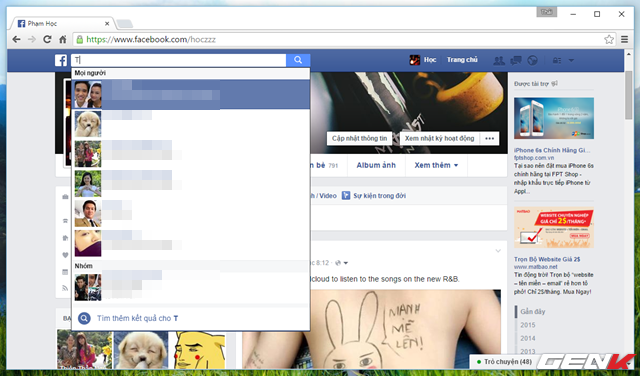 Phạm Học
https://www.facebook.com/hoczzz
T
Học
Trang chủ
Mọi người
Nhóm
Tìm thêm kết quả cho T
Cập nhật thông tin
Xem nhật ký hoạt động
n bè 791
Album ảnh
Xem thêm
h / Video
Sự kiện trong đời
c 8:12
icloud to listen to the songs on the new R&B.
MẠNH
MẼ
LÊN!
Được tài trợ
iPhone 6s Chính Hãng Gi...
fptshop.com.vn
Tại sao nên đặt mua iPhone 6s
chính hãng tại FPT Shop -
nhập khẩu trực tiếp iPhone từ
Appl...
WEBSITE CHUYÊN NGHIỆP
GIÁ CHỈ 25/THÁNG*
Trọn Bộ Website Giá 2$
www.matbao.net
Tin động trời! Trọn bộ “website
– tên miền – email” rẻ hơn tô
phở! Chỉ 25/tháng. Mua Ngay!
Gần đây
2015
2014
Trò chuyện (48)
GENK